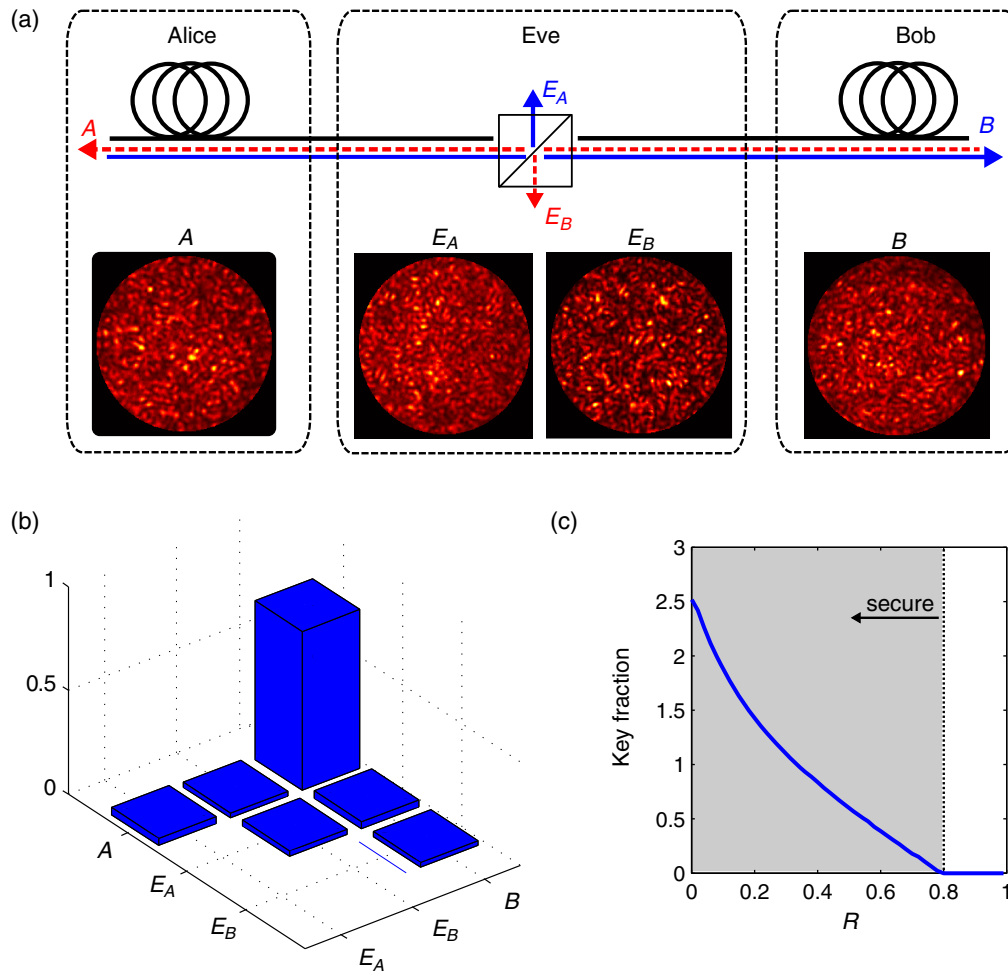 (a)
Alice
Eve
Bob
E_A
A
B
E_B
A
E_A
E_B
B
(b)
1
0.5
0
A
E_A
E_B
E_A
E_B
B
(c)
3
2.5
2
1.5
1
0.5
0
Key fraction
secure
0 0.2 0.4 0.6 0.8 1
R